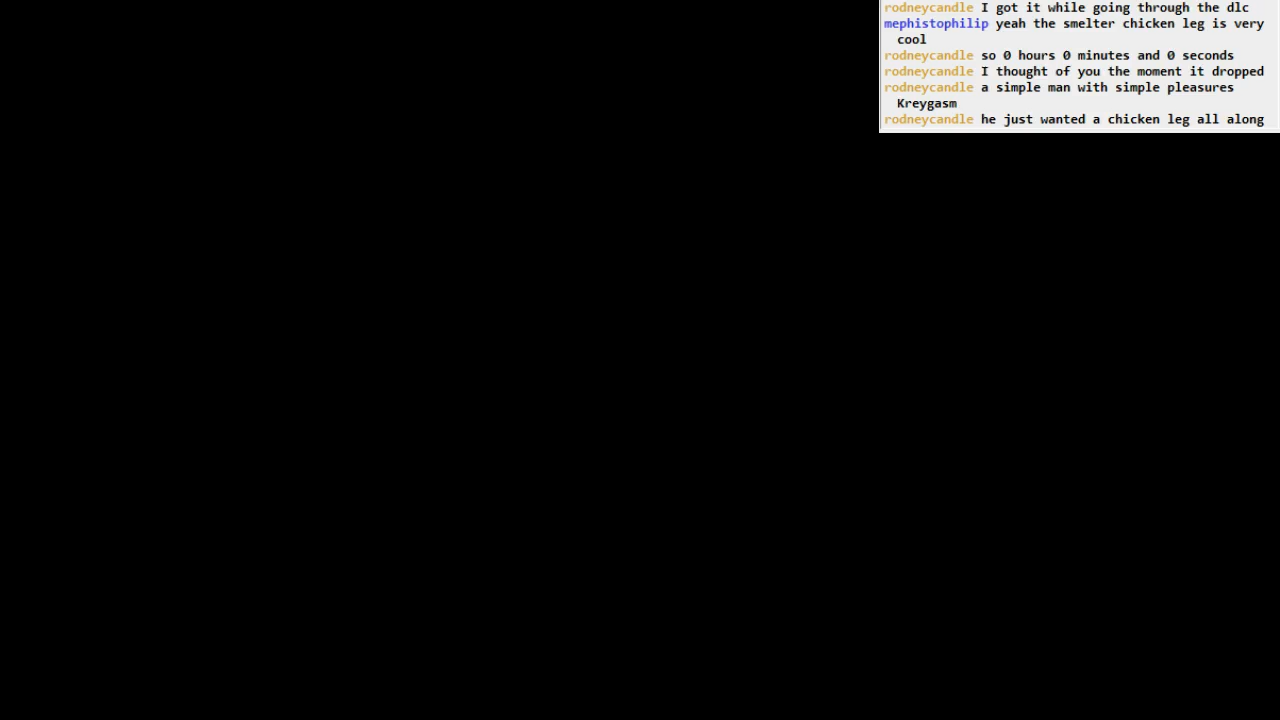 rodneycandle I got it while going through the dlc
mephistophilip yeah the smelter chicken leg is very
cool
rodneycandle so 0 hours 0 minutes and 0 seconds
rodneycandle I thought of you the moment it dropped
rodneycandle a simple man with simple pleasures
Kreygasm
rodneycandle he just wanted a chicken leg all along